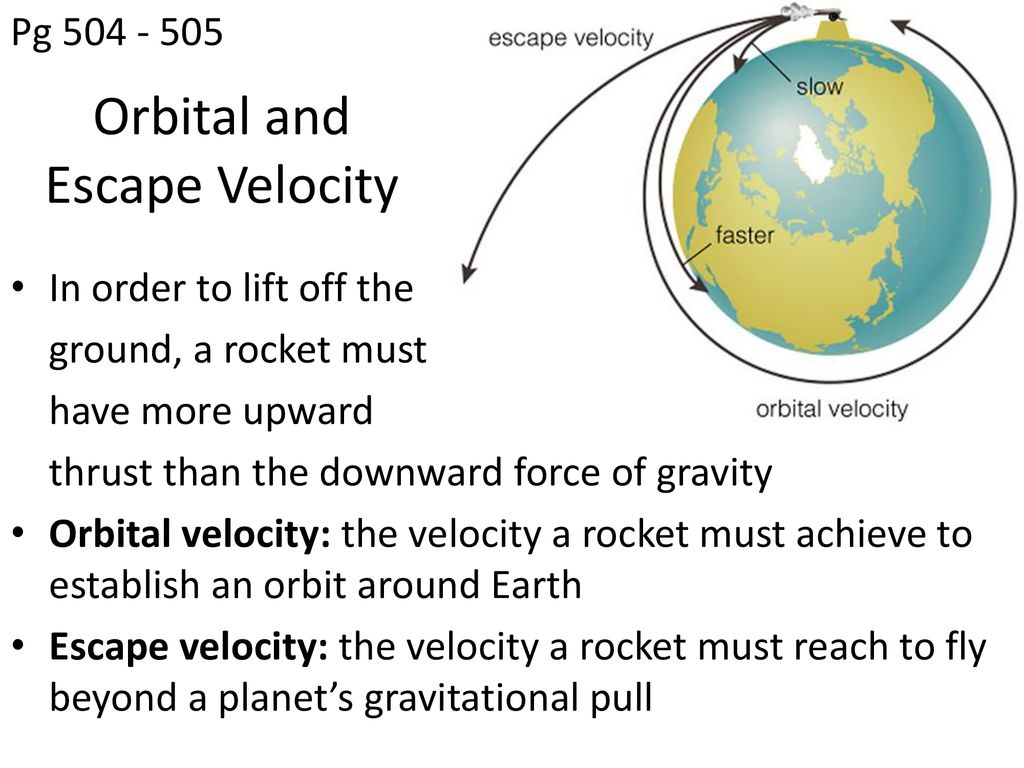 Pg 504 - 505
escape velocity
slow
Orbital and
Escape Velocity
faster
• In order to lift off the
ground, a rocket must
have more upward
orbital velocity
thrust than the downward force of gravity
• Orbital velocity: the velocity a rocket must achieve to
establish an orbit around Earth
• Escape velocity: the velocity a rocket must reach to fly
beyond a planet’s gravitational pull